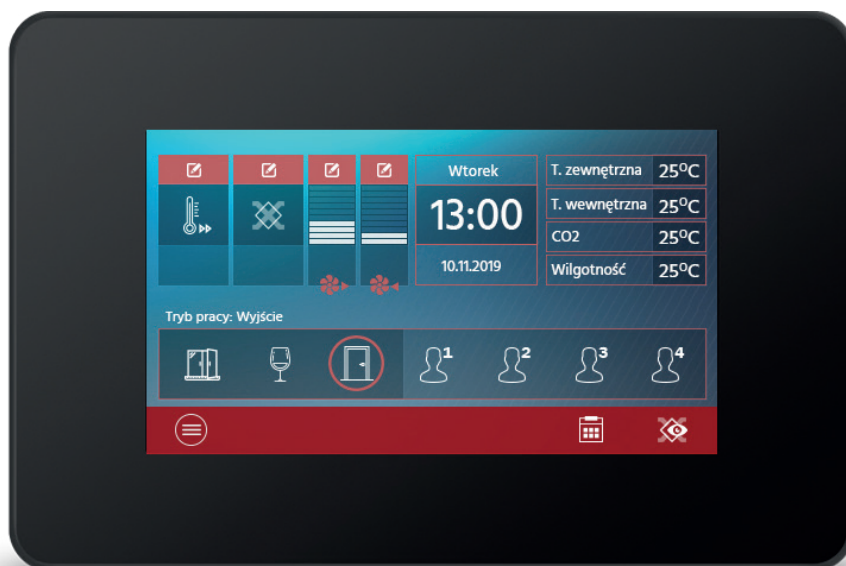 Wtorek
13:00
10.11.2019
T. zewnętrzna 25°C
T. wewnętrzna 25°C
CO2 25°C
Wilgotność 25°C
Tryb pracy: Wyjście
1 2 3 4